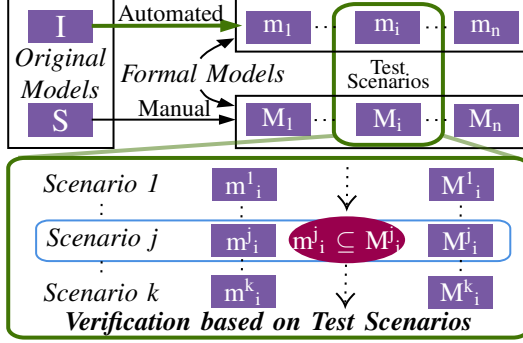 I Automated m₁ ··· mᵢ ··· mₙ
Original Models
Formal Models
Test Scenarios
S Manual M₁ ··· Mᵢ ··· Mₙ
Scenario 1 m¹ᵢ M¹ᵢ
Scenario j mʲᵢ mʲᵢ ⊆ Mʲᵢ Mʲᵢ
Scenario k mᵏᵢ Mᵏᵢ
Verification based on Test Scenarios